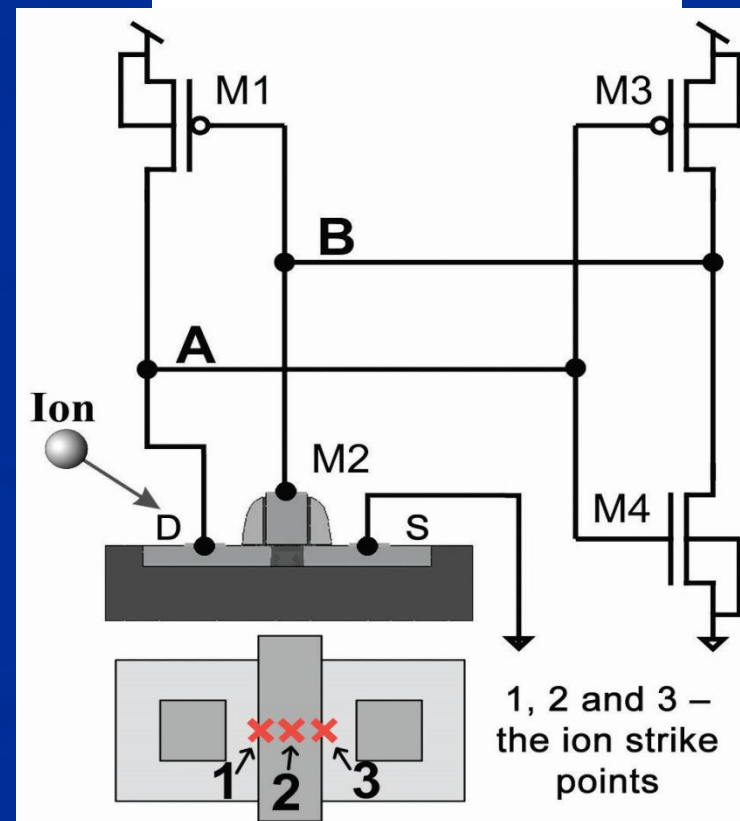 M1
M3
B
A
Ion
M2
D
S
M4
1, 2 and 3 –
the ion strike
points
1
2
3